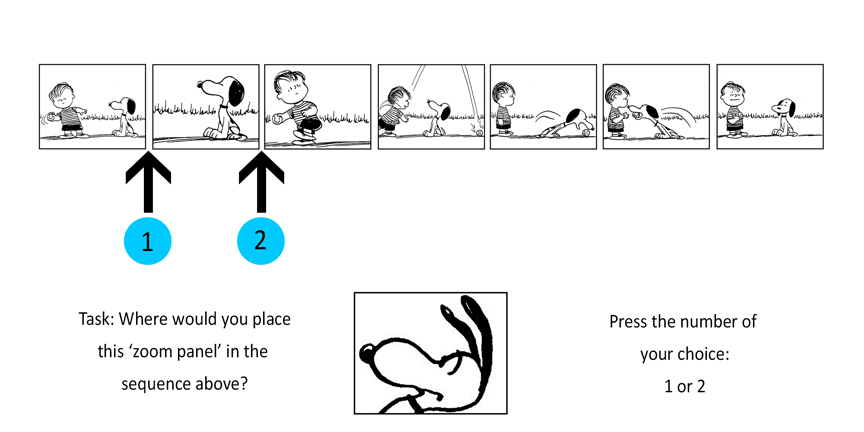 1
2
Task: Where would you place
this ‘zoom panel’ in the
sequence above?
Press the number of
your choice:
1 or 2